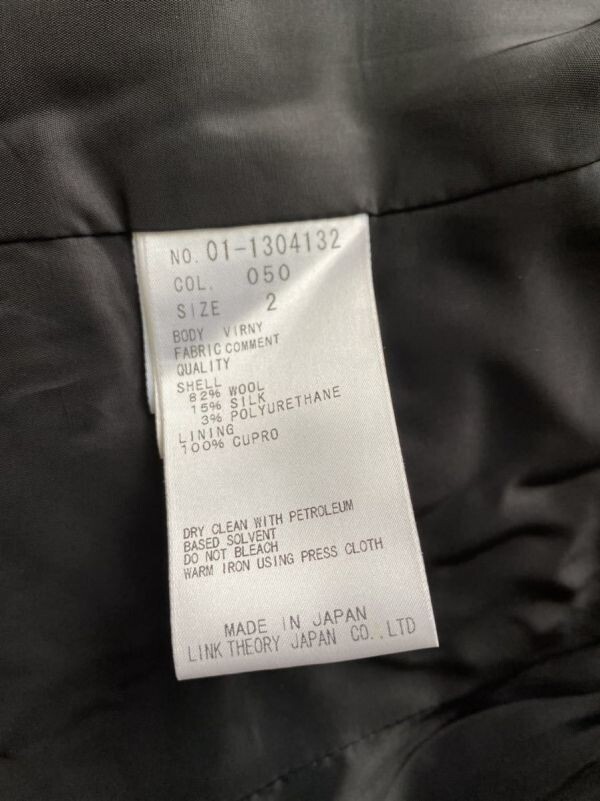 NO. 01-1304132
COL. 050
SIZE 2
BODY VIRNY
FABRIC COMMENT
QUALITY
SHELL
82% WOOL
15% SILK
3% POLYURETHANE
LINING
100% CUPRO
DRY CLEAN WITH PETROLEUM
BASED SOLVENT
DO NOT BLEACH
WARM IRON USING PRESS CLOTH
MADE IN JAPAN
LINK THEORY JAPAN CO.,LTD